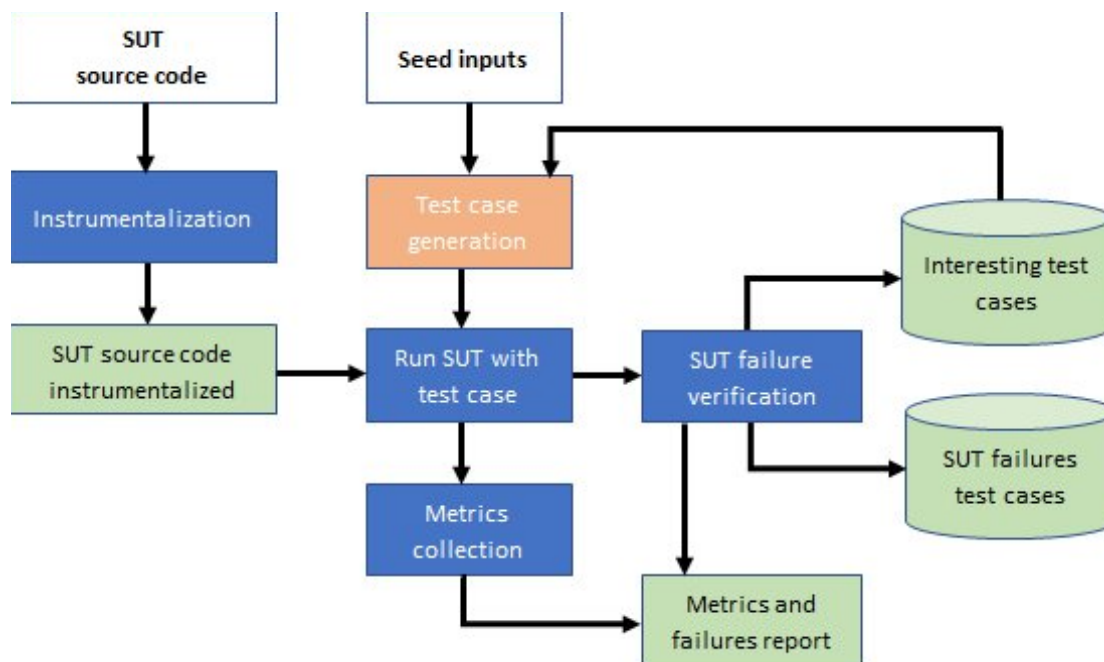 SUT
source code
Seed inputs
Instrumentalization
Test case
generation
Interesting test
cases
SUT source code
instrumentalized
Run SUT with
test case
SUT failure
verification
SUT failures
test cases
Metrics
collection
Metrics and
failures report